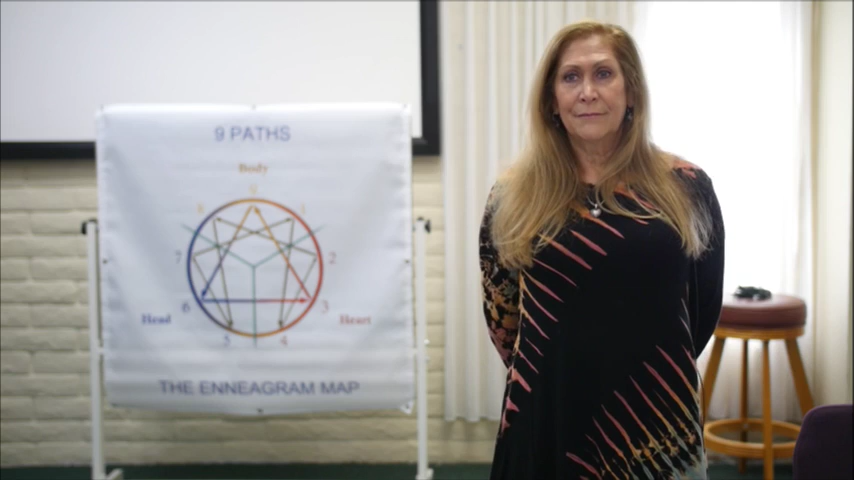 9 PATHS
Body
9
8 1
7 2
6 3
Head Heart
5 4
THE ENNEAGRAM MAP